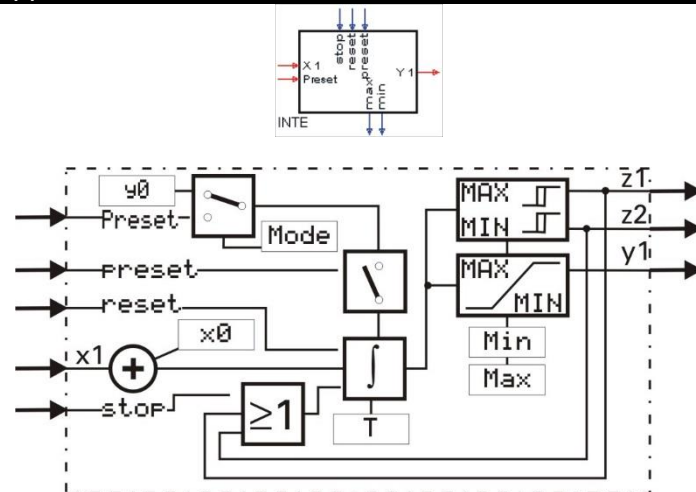 stop
reset
preset
X1
Preset
Y1
max
min
INTE
y0
Preset
Mode
preset
reset
x0
x1
+
stop
≥1
∫
T
MAX
MIN
MAX
MIN
Min
Max
z1
z2
y1